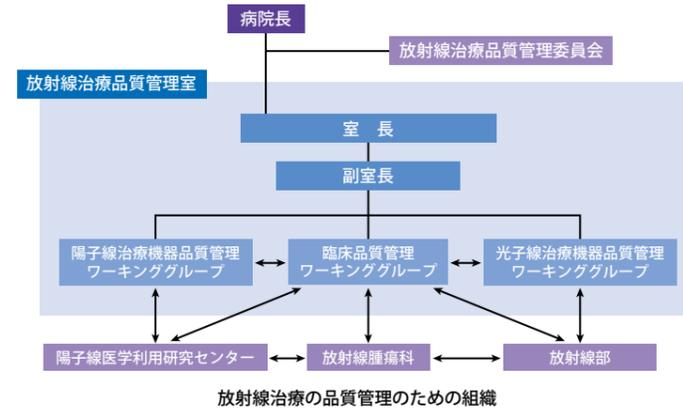 病院長
放射線治療品質管理委員会
放射線治療品質管理室
室　長
副室長
陽子線治療機器品質管理
ワーキンググループ
臨床品質管理
ワーキンググループ
光子線治療機器品質管理
ワーキンググループ
陽子線医学利用研究センター
放射線腫瘍科
放射線部
放射線治療の品質管理のための組織